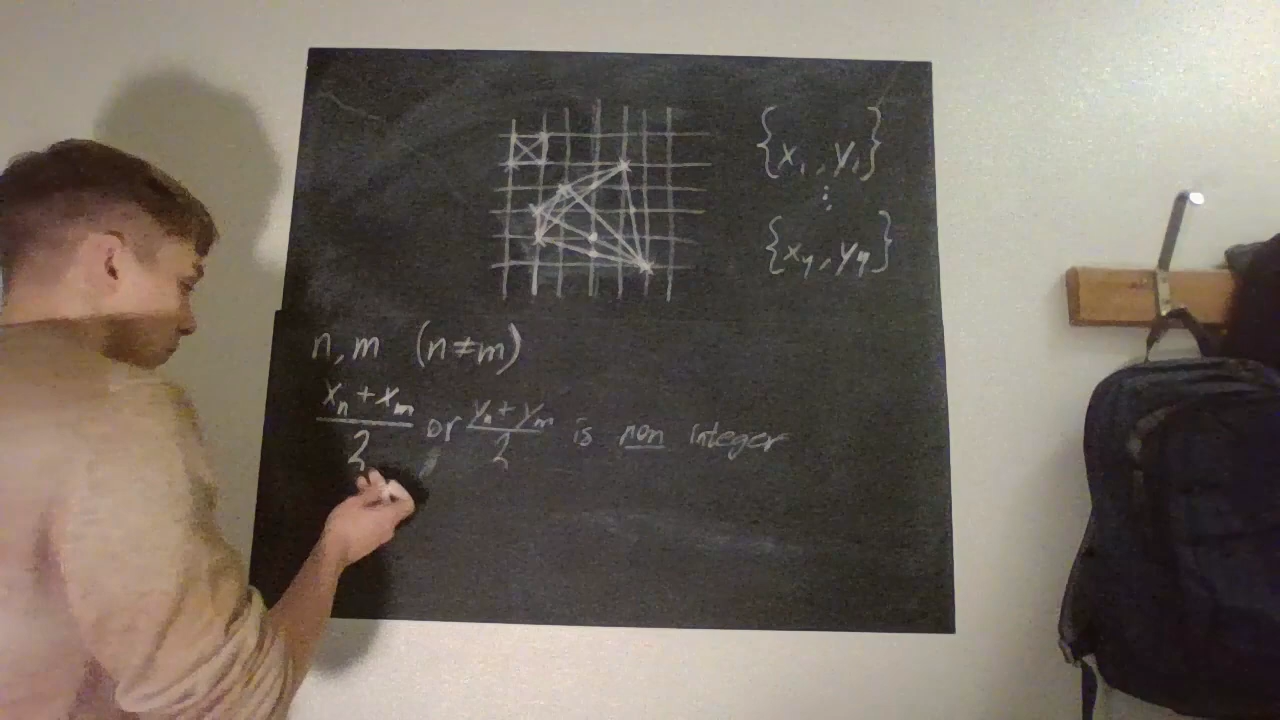 {x₁, y₁}
⋮
{x₄, y₄}
n, m (n≠m)
(xₙ + xₘ)/2 or (yₙ + yₘ)/2 is non integer